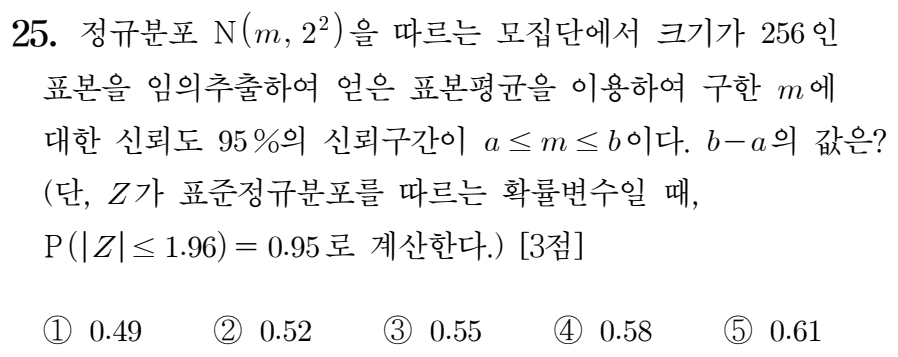 25. 정규분포 N(m, 2²)을 따르는 모집단에서 크기가 256인
표본을 임의추출하여 얻은 표본평균을 이용하여 구한 m에
대한 신뢰도 95%의 신뢰구간이 a ≤ m ≤ b이다. b-a의 값은?
(단, Z가 표준정규분포를 따르는 확률변수일 때,
P(|Z| ≤ 1.96) = 0.95로 계산한다.) [3점]
① 0.49 ② 0.52 ③ 0.55 ④ 0.58 ⑤ 0.61